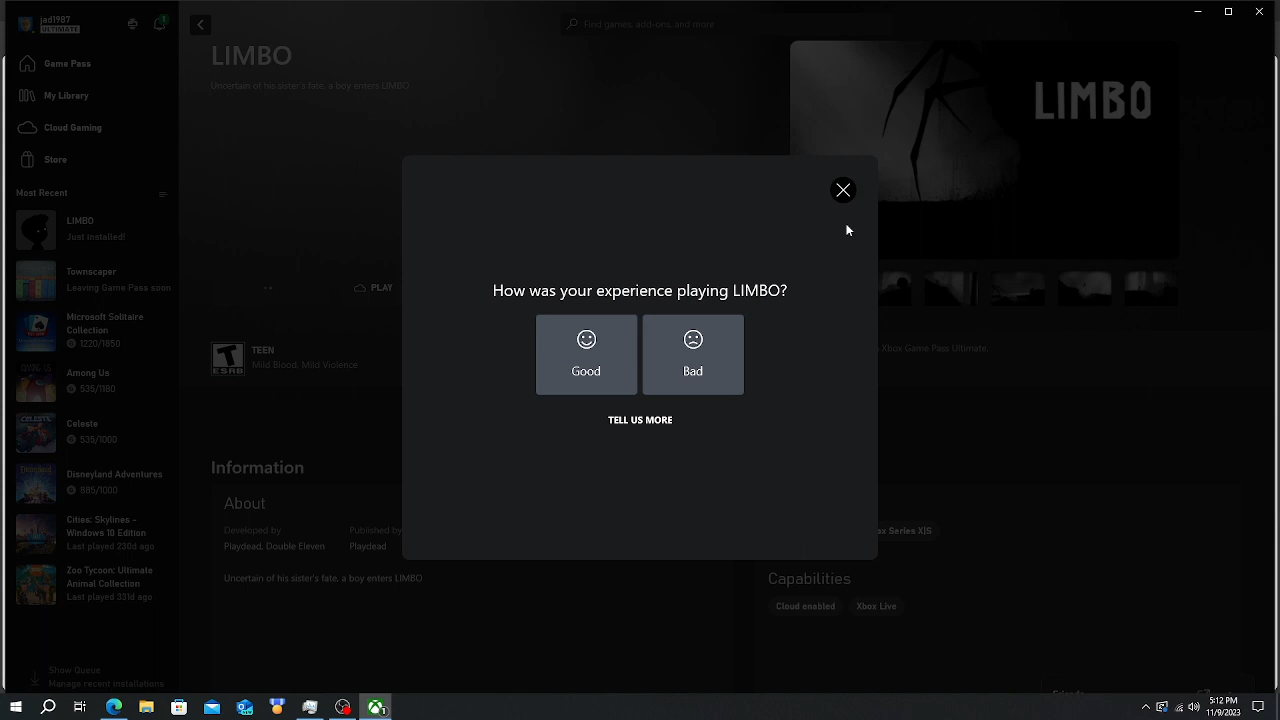 jad1987
ULTIMATE
1
Find games, add-ons, and more
Game Pass
My Library
Cloud Gaming
Store
Most Recent
LIMBO
Just installed!
Townscaper
Leaving Game Pass soon
Microsoft Solitaire
Collection
1220/1850
Among Us
535/1180
Celeste
535/1000
Disneyland Adventures
885/1000
Cities: Skylines -
Windows 10 Edition
Last played 230d ago
Zoo Tycoon: Ultimate
Animal Collection
Last played 331d ago
Show Queue
Manage recent installations
LIMBO
Uncertain of his sister's fate, a boy enters LIMBO
LIMBO
PLAY
TEEN
Mild Blood, Mild Violence
T
ESRB
Xbox Game Pass Ultimate.
How was your experience playing LIMBO?
Good
Bad
TELL US MORE
Information
About
Developed by
Published by
Playdead, Double Eleven
Playdead
Uncertain of his sister's fate, a boy enters LIMBO
Series X|S
Capabilities
Cloud enabled
Xbox Live
5:12 PM
11/9/2023